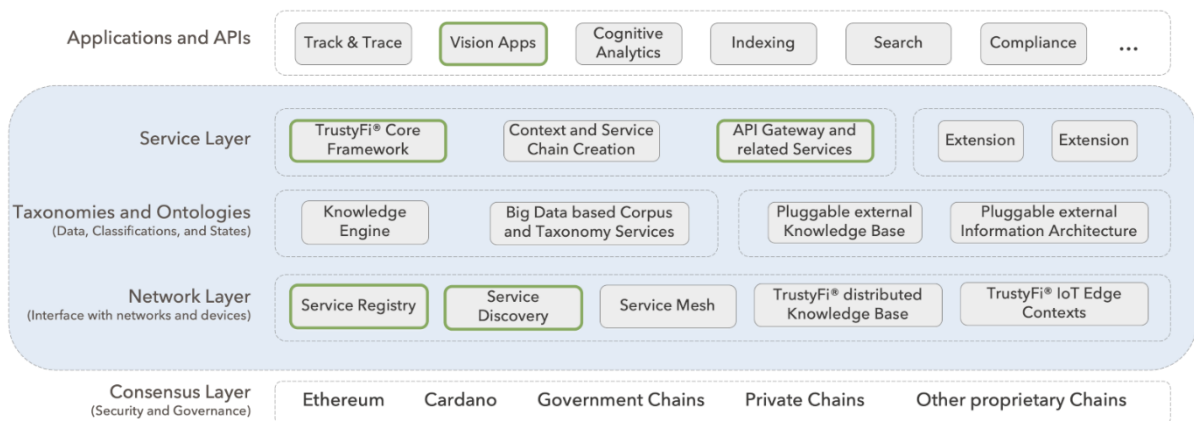 Applications and APIs
Track & Trace
Vision Apps
Cognitive
Analytics
Indexing
Search
Compliance
...
Service Layer
TrustyFi® Core
Framework
Context and Service
Chain Creation
API Gateway and
related Services
Extension
Extension
Taxonomies and Ontologies
(Data, Classifications, and States)
Knowledge
Engine
Big Data based Corpus
and Taxonomy Services
Pluggable external
Knowledge Base
Pluggable external
Information Architecture
Network Layer
(Interface with networks and devices)
Service Registry
Service
Discovery
Service Mesh
TrustyFi® distributed
Knowledge Base
TrustyFi® IoT Edge
Contexts
Consensus Layer
(Security and Governance)
Ethereum
Cardano
Government Chains
Private Chains
Other proprietary Chains